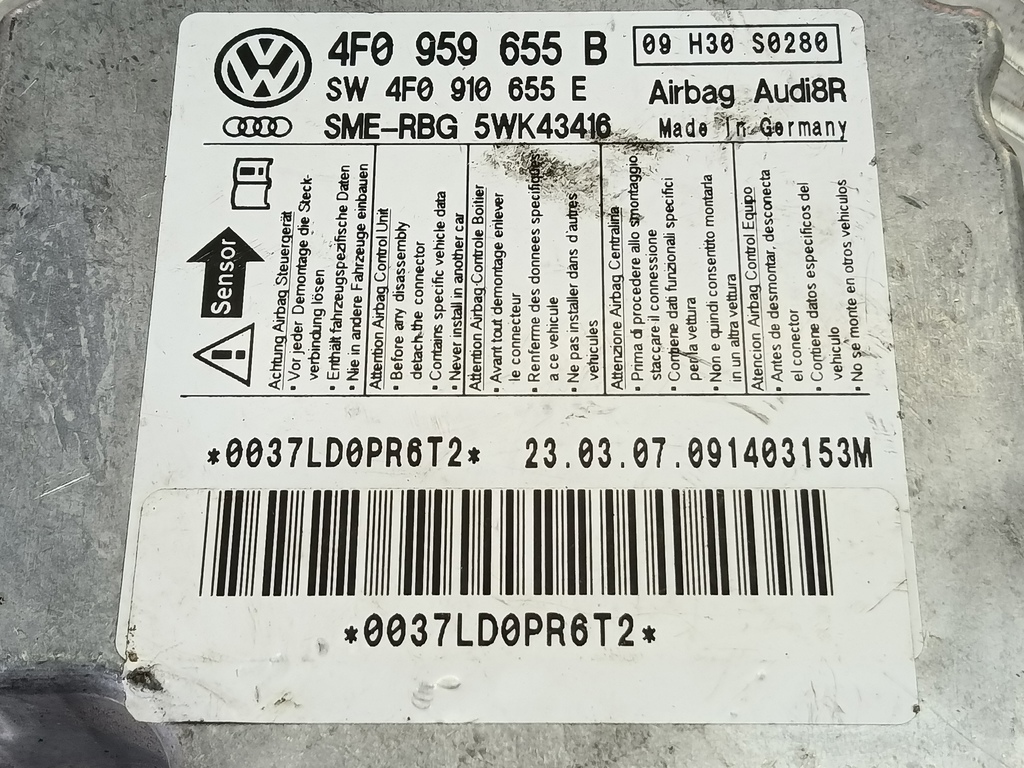 4F0 959 655 B
09 H30 S0280
SW 4F0 910 655 E
Airbag Audi8R
SME-RBG 5WK43416
Made In Germany
Sensor
Achtung Airbag Steuergerät
• Vor jeder Demontage die Steck-
verbindung lösen
• Enthält fahrzeugspezifische Daten
• Nie in andere Fahrzeuge einbauen
Attention Airbag Control Unit
• Before any disassembly
detach the connector
• Contains specific vehicle data
• Never install in another car
Attention Airbag-Controle Boitier
• Avant tout demontage enlever
le connecteur
• Renferme des donnees specifiques
a ce vehicule
• Ne pas installer dans d'autres
vehicules
Attenzione Airbag Centralina
• Prima di procedere allo smontaggio,
staccare il connessione
• Contiene dati funzionali specifici
per la vettura
• Non e quindi consentito montarla
in un altra vettura
Atencion Airbag Control Equipo
• Antes de desmontar, desconecta
el conector
• Contiene datos especificos del
vehiculo
• No se monte en otros vehiculos
*0037LD0PR6T2*
23.03.07.091403153M
*0037LD0PR6T2*